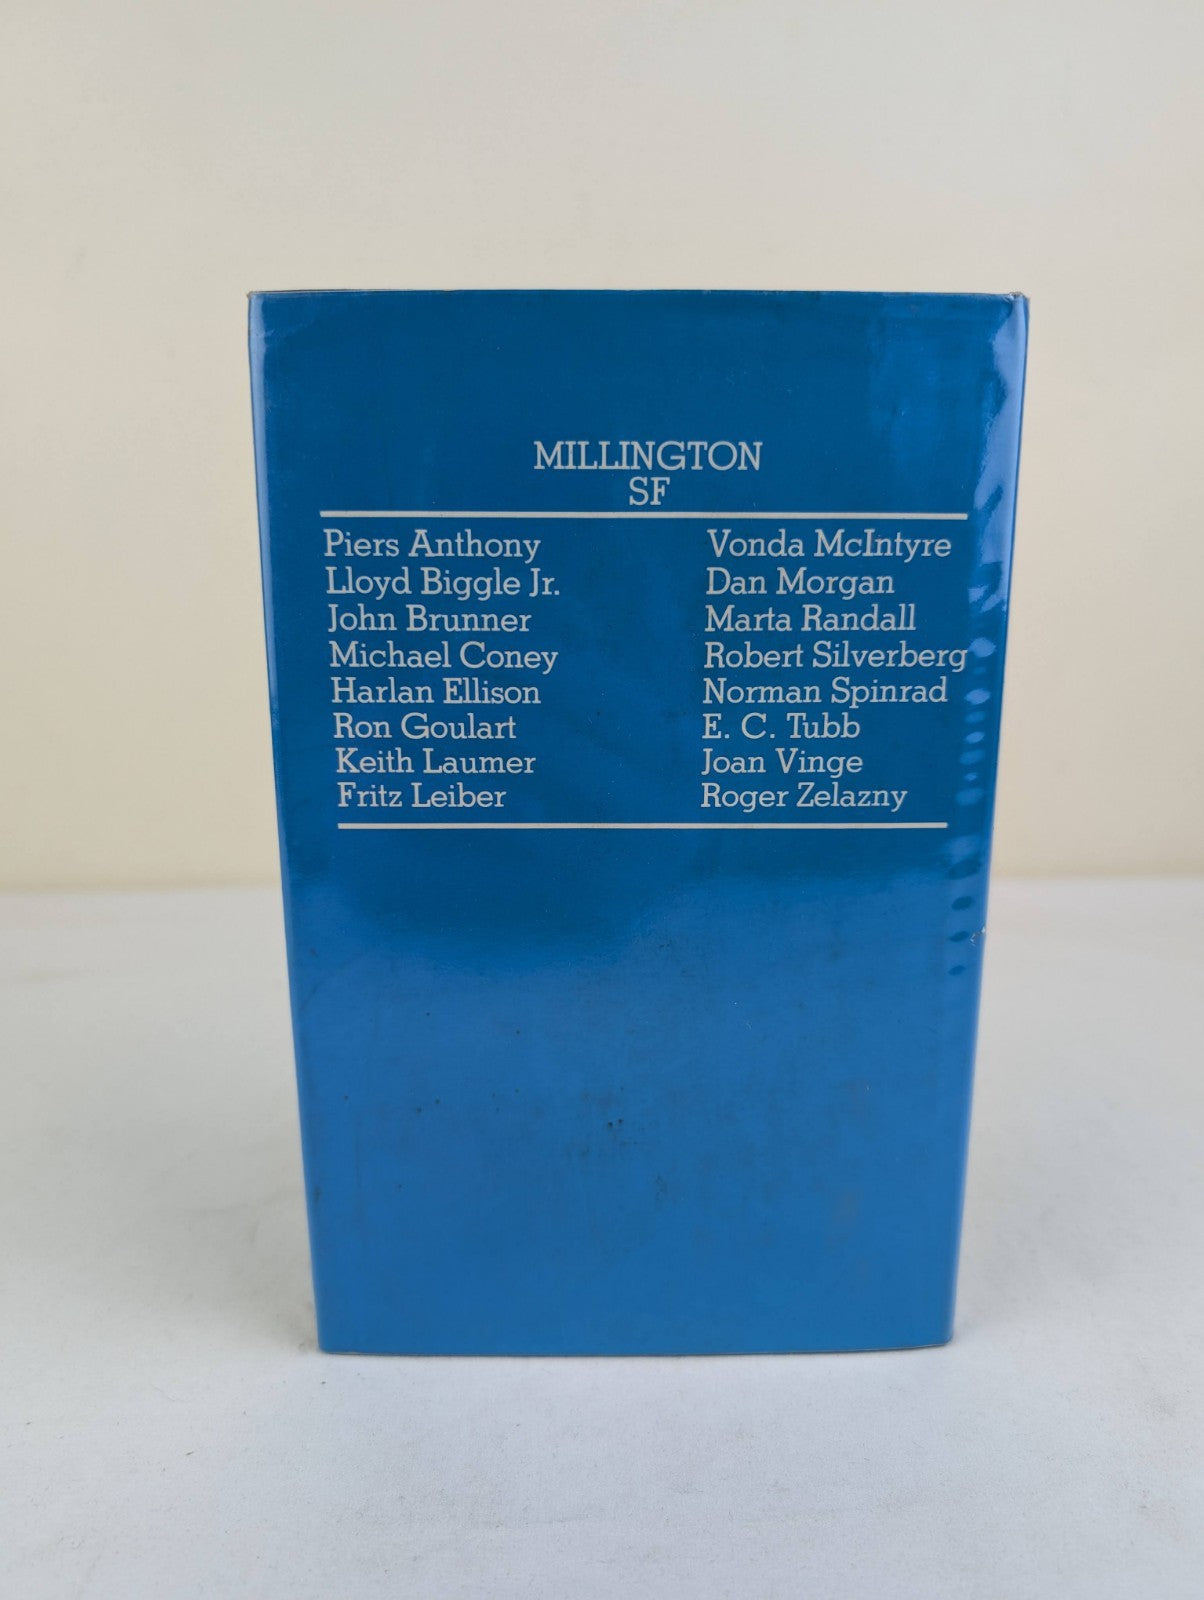 MILLINGTON
SF
Piers Anthony
Lloyd Biggle Jr.
John Brunner
Michael Coney
Harlan Ellison
Ron Goulart
Keith Laumer
Fritz Leiber
Vonda McIntyre
Dan Morgan
Marta Randall
Robert Silverberg
Norman Spinrad
E. C. Tubb
Joan Vinge
Roger Zelazny